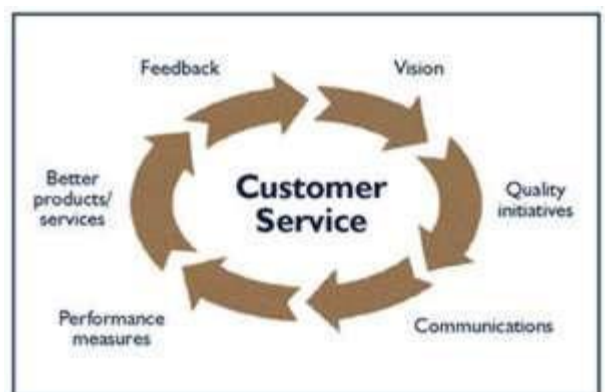 Feedback
Vision
Customer
Service
Better
products/
services
Quality
initiatives
Performance
measures
Communications